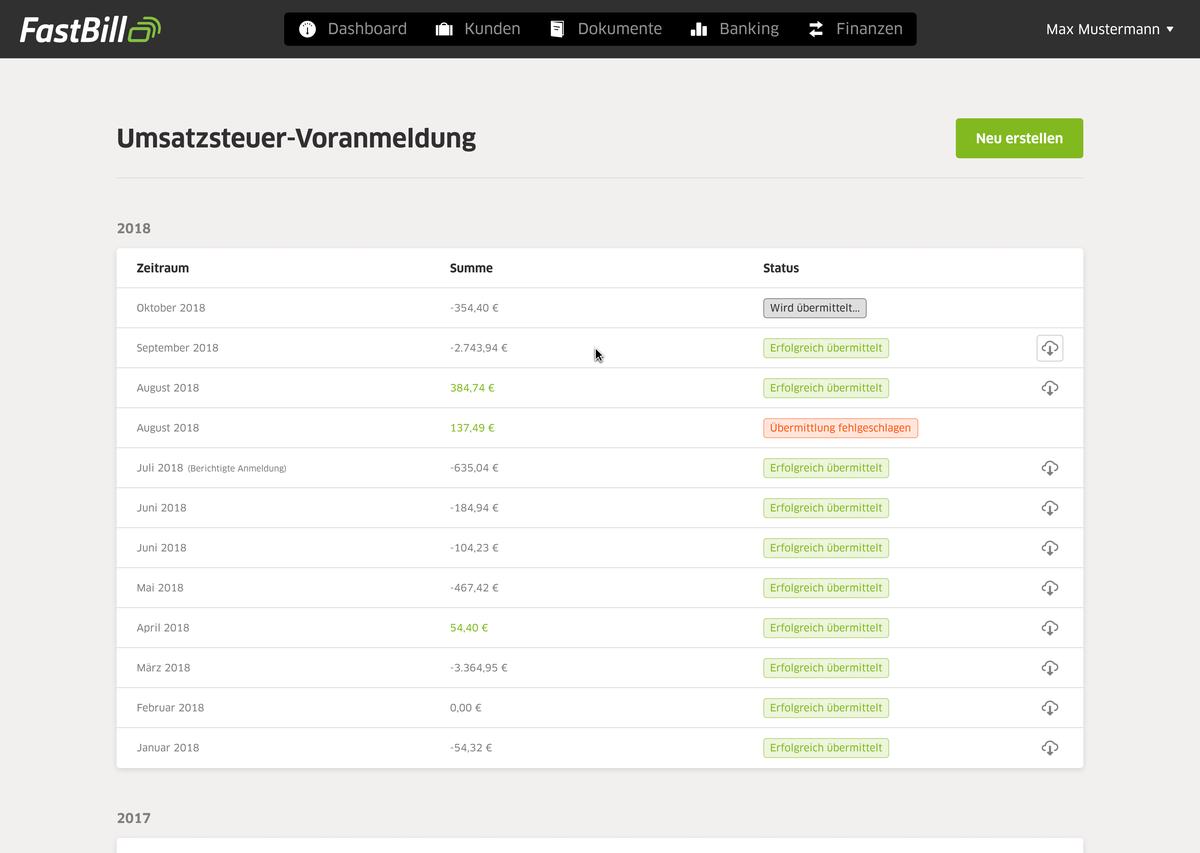 FastBill Dashboard Kunden Dokumente Banking Finanzen Max Mustermann
Umsatzsteuer-Voranmeldung Neu erstellen
2018
Zeitraum Summe Status
Oktober 2018 -354,40 € Wird übermittelt...
September 2018 -2.743,94 € Erfolgreich übermittelt
August 2018 384,74 € Erfolgreich übermittelt
August 2018 137,49 € Übermittlung fehlgeschlagen
Juli 2018 (Berichtigte Anmeldung) -635,04 € Erfolgreich übermittelt
Juni 2018 -184,94 € Erfolgreich übermittelt
Juni 2018 -104,23 € Erfolgreich übermittelt
Mai 2018 -467,42 € Erfolgreich übermittelt
April 2018 54,40 € Erfolgreich übermittelt
März 2018 -3.364,95 € Erfolgreich übermittelt
Februar 2018 0,00 € Erfolgreich übermittelt
Januar 2018 -54,32 € Erfolgreich übermittelt
2017